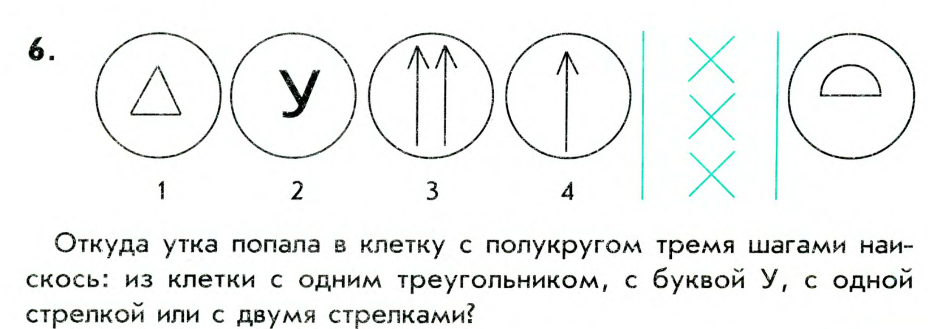 6.
У
1 2 3 4
Откуда утка попала в клетку с полукругом тремя шагами наи-
скось: из клетки с одним треугольником, с буквой У, с одной
стрелкой или с двумя стрелками?